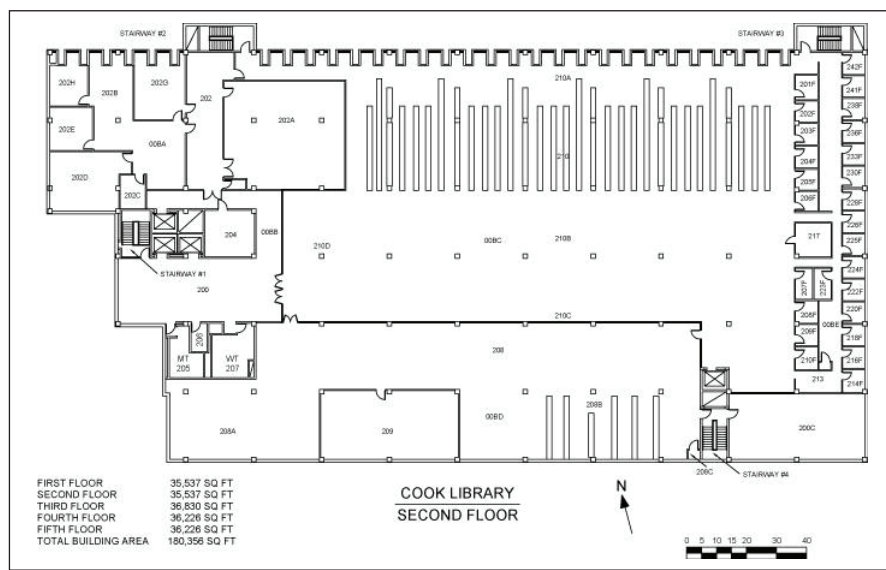 STAIRWAY #2
STAIRWAY #3
202H
202B
202G
202
210A
201F
242F
241F
202F
238F
202E
00BA
202A
203F
236F
210
204F
233F
202D
205F
230F
202C
206F
228F
204
00BB
226F
210D
00BC
210B
217
225F
STAIRWAY #1
200
207F
223F
224F
222F
210C
208F
00BE
220F
206
209F
218F
MT
205
WT
207
208
210F
216F
213
214F
208A
209
00BD
208B
200C
STAIRWAY #4
FIRST FLOOR 35,537 SQ FT
SECOND FLOOR 35,537 SQ FT
THIRD FLOOR 36,830 SQ FT
FOURTH FLOOR 36,226 SQ FT
FIFTH FLOOR 36,226 SQ FT
TOTAL BUILDING AREA 180,356 SQ FT
COOK LIBRARY
SECOND FLOOR
N
0 5 10 15 20 30 40